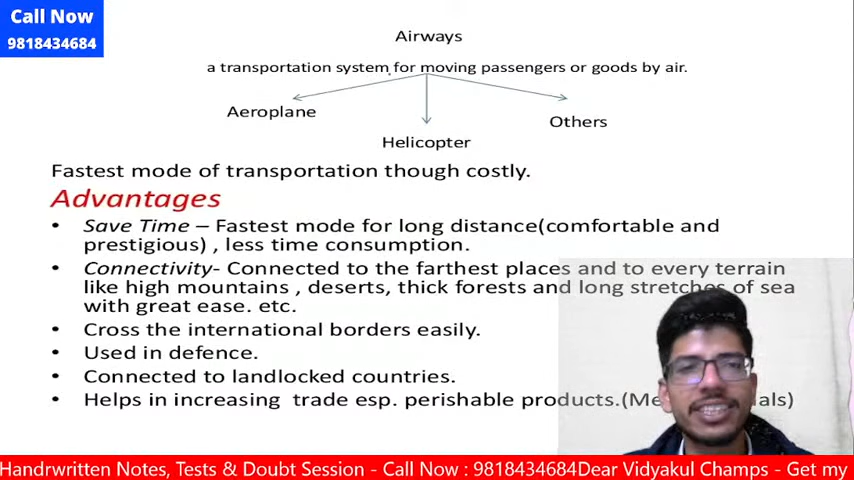 Call Now
9818434684
Airways
a transportation system for moving passengers or goods by air.
Aeroplane
Helicopter
Others
Fastest mode of transportation though costly.
Advantages
• Save Time – Fastest mode for long distance(comfortable and
prestigious) , less time consumption.
• Connectivity- Connected to the farthest places and to every terrain
like high mountains , deserts, thick forests and long stretches of sea
with great ease. etc.
• Cross the international borders easily.
• Used in defence.
• Connected to landlocked countries.
• Helps in increasing trade esp. perishable products.
Handrwritten Notes, Tests & Doubt Session - Call Now : 9818434684Dear Vidyakul Champs - Get my